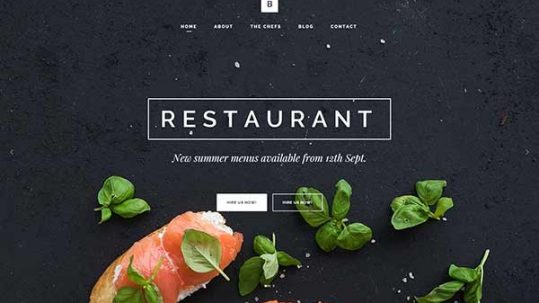 B
HOME ABOUT THE CHEFS BLOG CONTACT
RESTAURANT
New summer menus available from 12th Sept.
HIRE US NOW! HIRE US NOW!